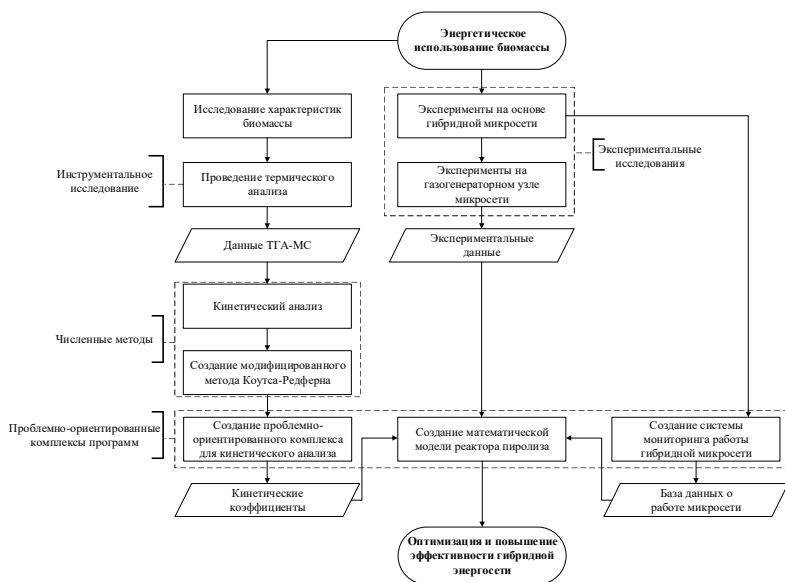 Энергетическое
использование биомассы
Исследование характеристик
биомассы
Эксперименты на основе
гибридной микросети
Экспериментальные
исследования
Инструментальное
исследование
Проведение термического
анализа
Эксперименты на
газогенераторном узле
микросети
Данные ТГА-МС
Экспериментальные
данные
Кинетический анализ
Численные методы
Создание модифицированного
метода Коутса-Редферна
Проблемно-ориентированные
комплексы программ
Создание проблемно-
ориентированного комплекса
для кинетического анализа
Создание математической
модели реактора пиролиза
Создание системы
мониторинга работы
гибридной микросети
Кинетические
коэффициенты
База данных о
работе микросети
Оптимизация и повышение
эффективности гибридной
энергосети